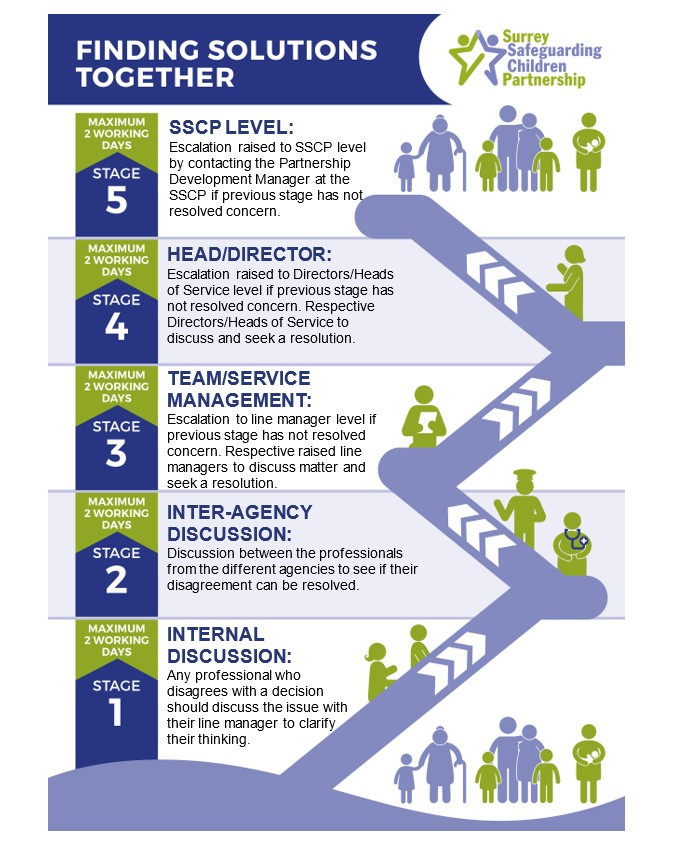 FINDING SOLUTIONS
TOGETHER
Surrey
Safeguarding
Children
Partnership
MAXIMUM
2 WORKING
DAYS
STAGE
5
SSCP LEVEL:
Escalation raised to SSCP level
by contacting the Partnership
Development Manager at the
SSCP if previous stage has not
resolved concern.
MAXIMUM
2 WORKING
DAYS
STAGE
4
HEAD/DIRECTOR:
Escalation raised to Directors/Heads
of Service level if previous stage has
not resolved concern. Respective
Directors/Heads of Service to
discuss and seek a resolution.
MAXIMUM
2 WORKING
DAYS
STAGE
3
TEAM/SERVICE
MANAGEMENT:
Escalation to line manager level if
previous stage has not resolved
concern. Respective raised line
managers to discuss matter and
seek a resolution.
MAXIMUM
2 WORKING
DAYS
STAGE
2
INTER-AGENCY
DISCUSSION:
Discussion between the professionals
from the different agencies to see if their
disagreement can be resolved.
MAXIMUM
2 WORKING
DAYS
STAGE
1
INTERNAL
DISCUSSION:
Any professional who
disagrees with a decision
should discuss the issue with
their line manager to clarify
their thinking.